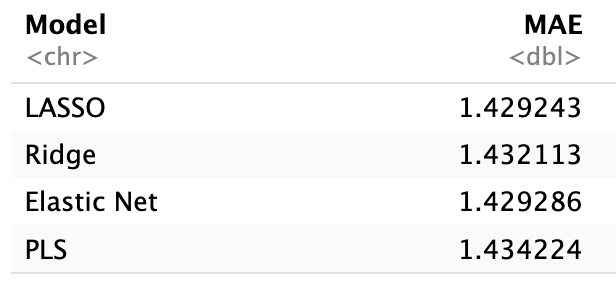 Model MAE
<chr> <dbl>
LASSO 1.429243
Ridge 1.432113
Elastic Net 1.429286
PLS 1.434224